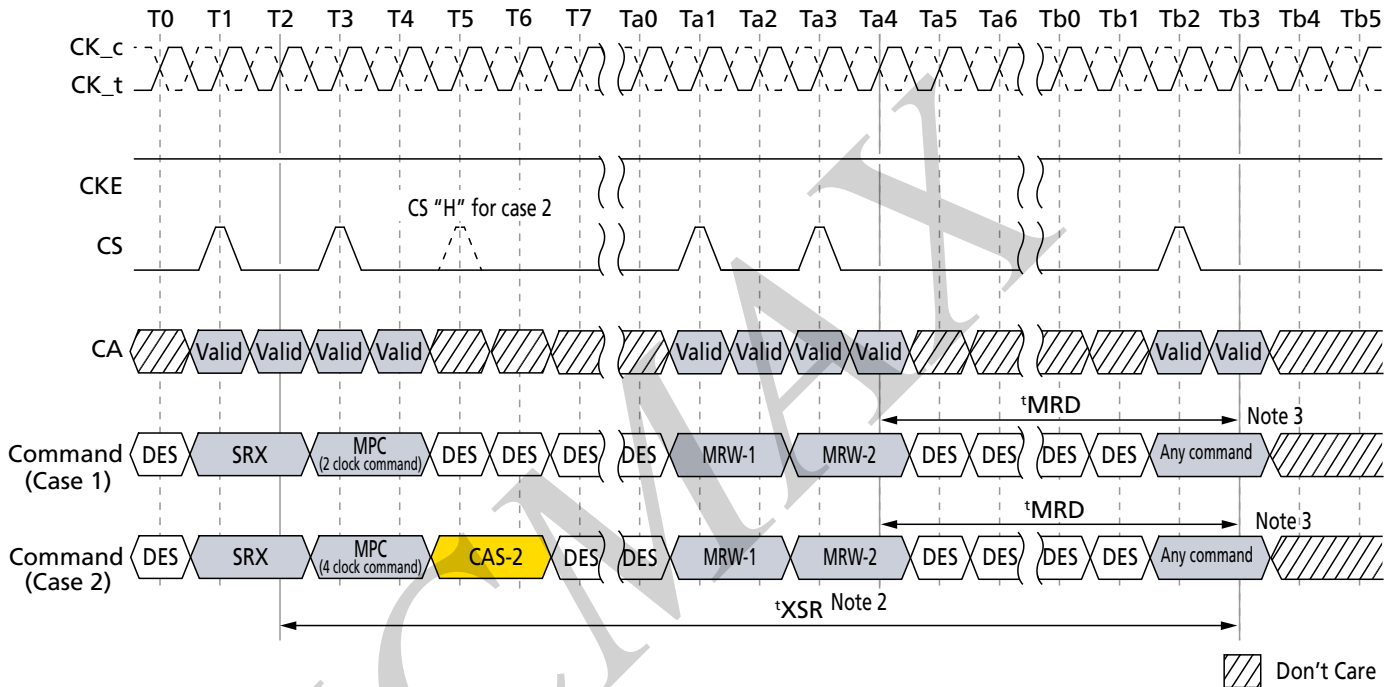 T0 T1 T2 T3 T4 T5 T6 T7 Ta0 Ta1 Ta2 Ta3 Ta4 Ta5 Ta6 Tb0 Tb1 Tb2 Tb3 Tb4 Tb5
CK_c
CK_t
CKE
CS "H" for case 2
CS
CA Valid Valid Valid Valid Valid Valid Valid Valid Valid Valid
tMRD Note 3
Command (Case 1) DES SRX MPC (2 clock command) DES DES DES DES MRW-1 MRW-2 DES DES DES DES Any command
tMRD Note 3
Command (Case 2) DES SRX MPC (4 clock command) CAS-2 DES DES MRW-1 MRW-2 DES DES DES DES Any command
tXSR Note 2
Don't Care